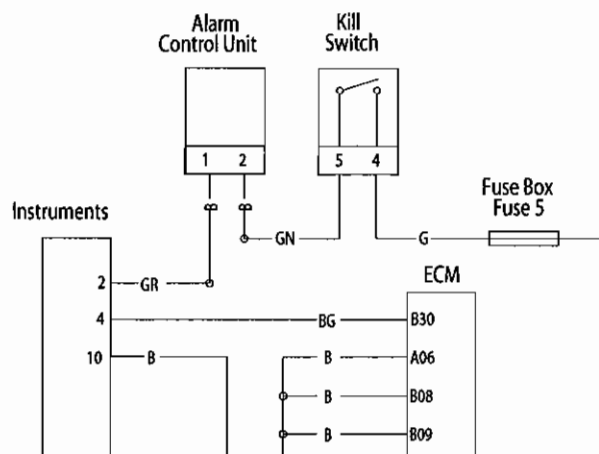 Alarm
Control Unit
Kill
Switch
1 2
5 4
Fuse Box
Fuse 5
B B
Instruments
GN
G
2
GR
ECM
4
BG
B30
10
B
B
A06
B
B08
B
B09